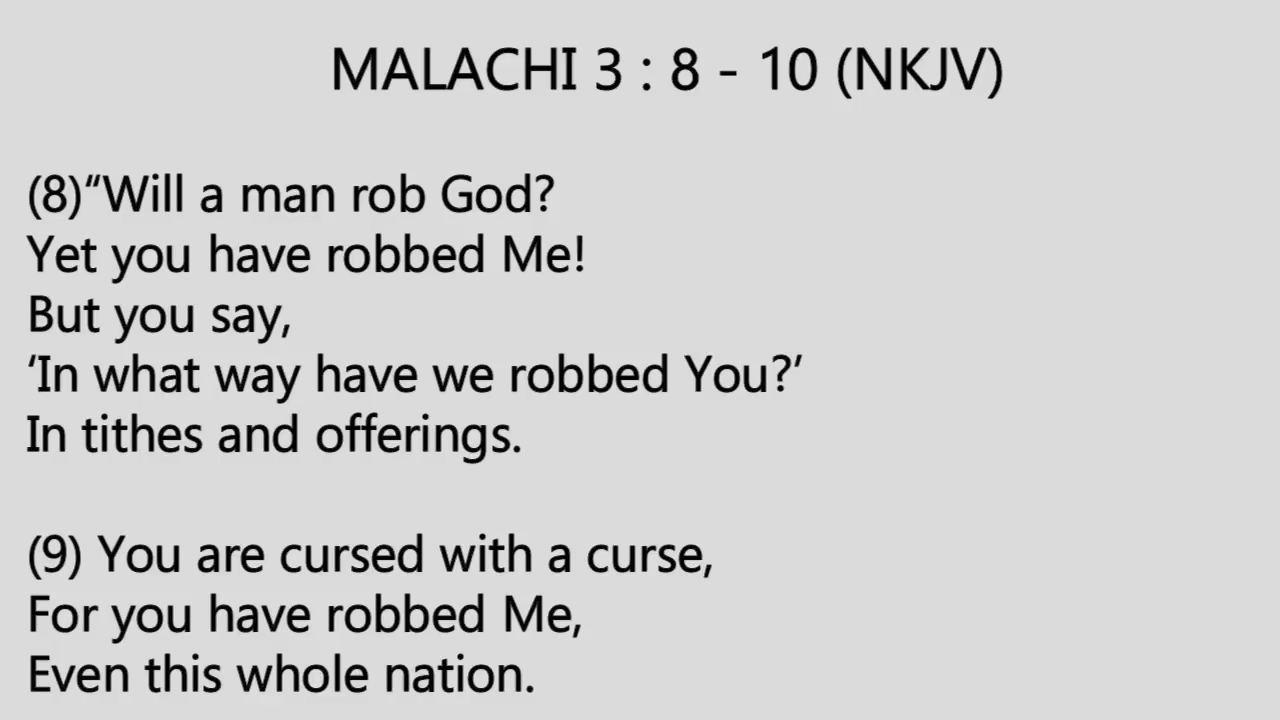 MALACHI 3 : 8 - 10 (NKJV)
(8)“Will a man rob God?
Yet you have robbed Me!
But you say,
‘In what way have we robbed You?’
In tithes and offerings.
(9) You are cursed with a curse,
For you have robbed Me,
Even this whole nation.